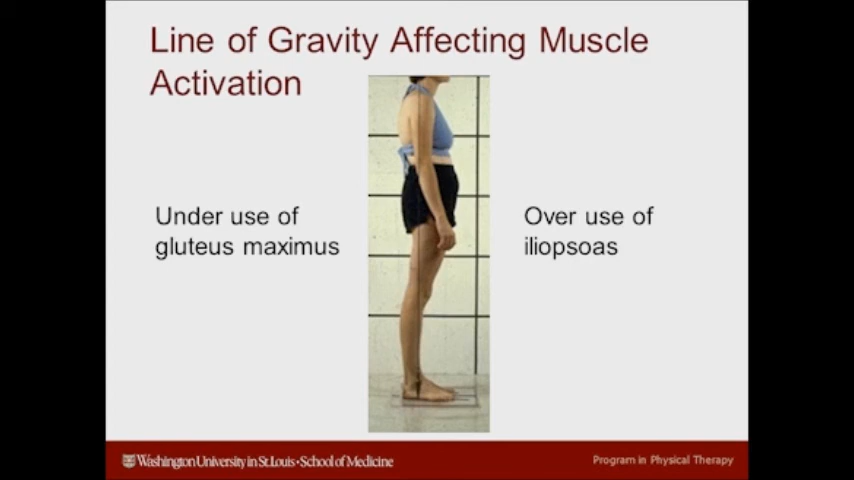 Line of Gravity Affecting Muscle
Activation
Under use of
gluteus maximus
Over use of
iliopsoas
Washington University in St. Louis • School of Medicine
Program in Physical Therapy